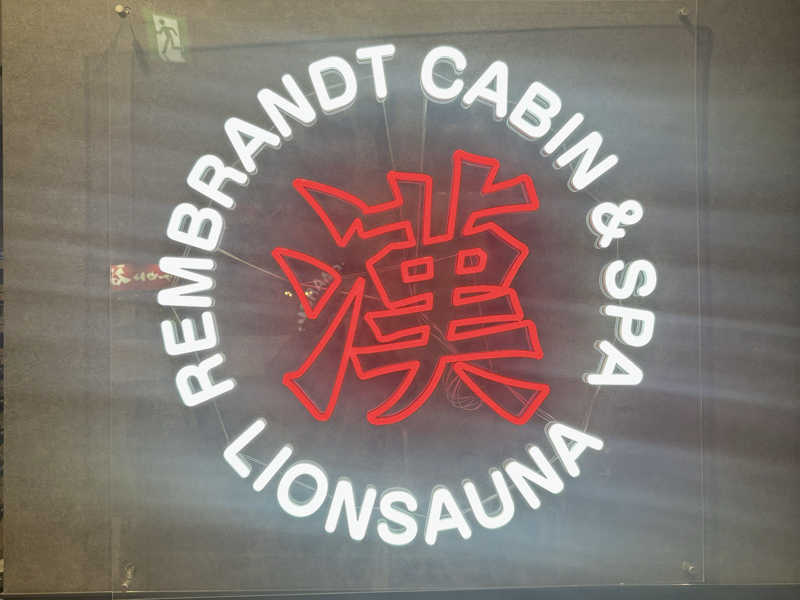 REMBRANDT CABIN & SPA
漢
LIONSAUNA